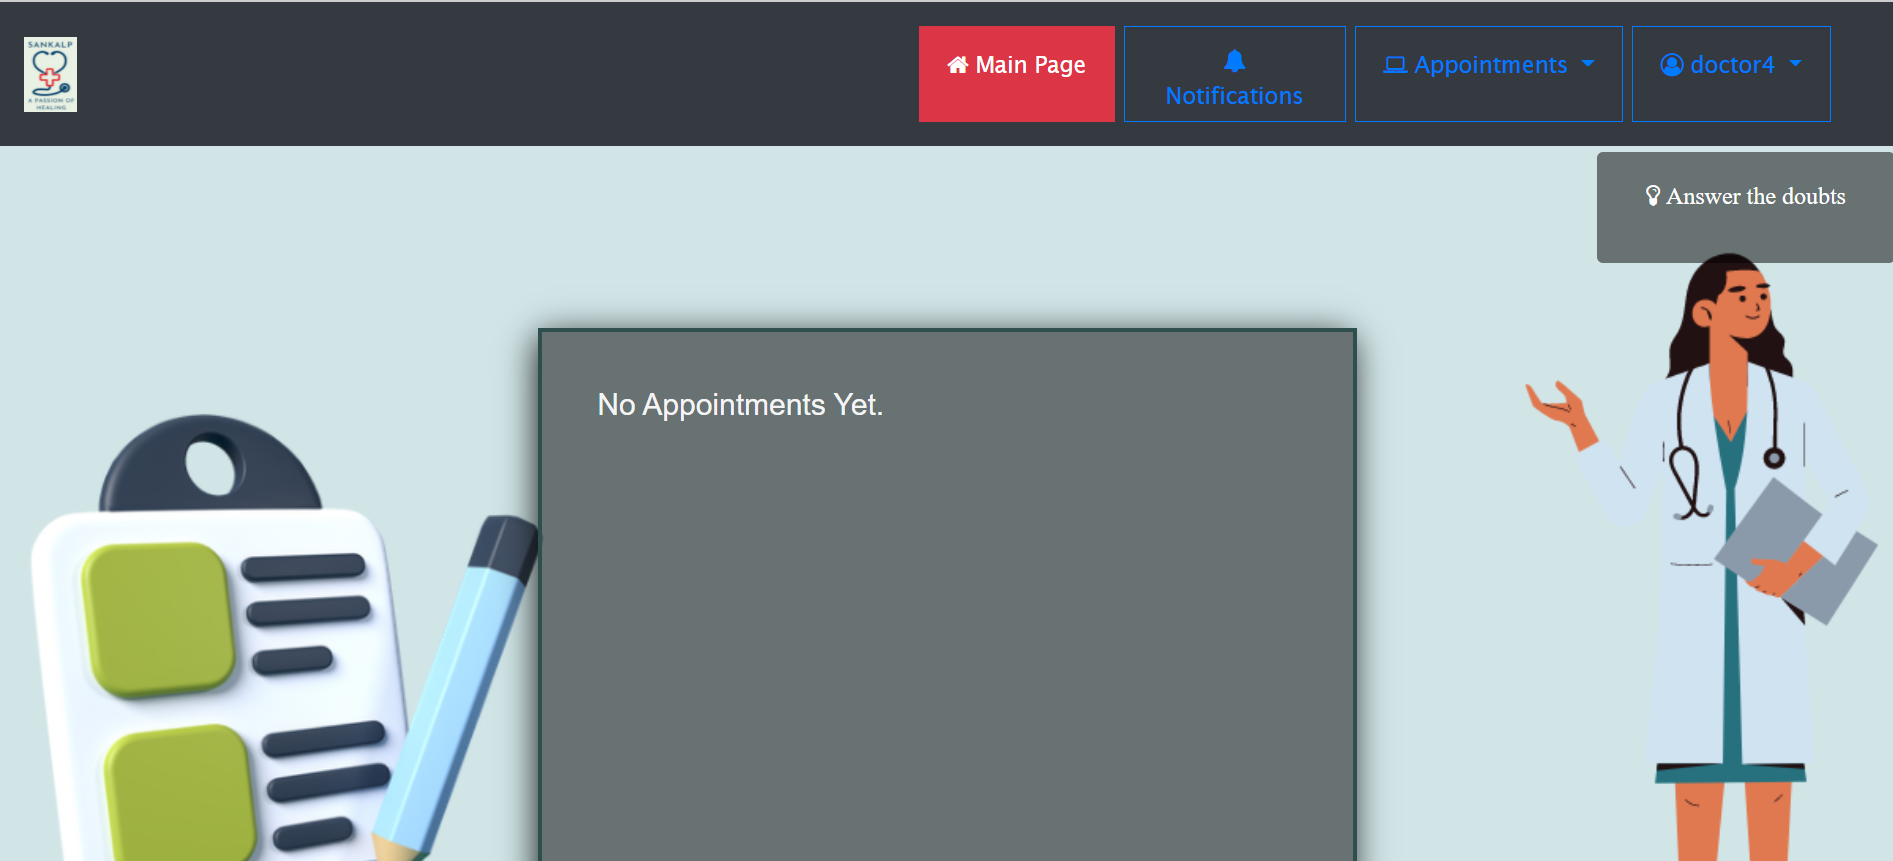 SANKALP
A PASSION OF
HEALING
Main Page
Notifications
Appointments
doctor4
Answer the doubts
No Appointments Yet.